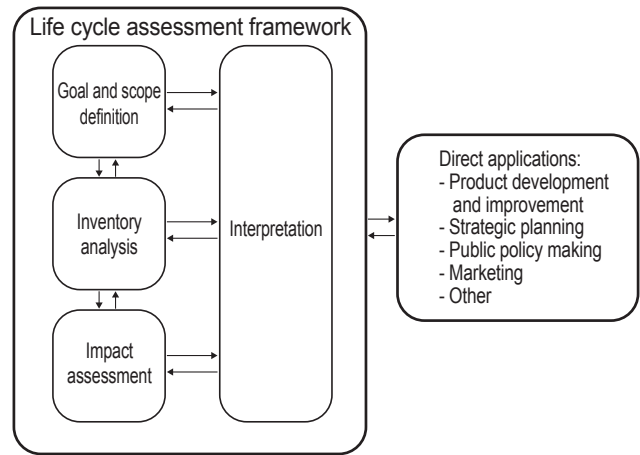 Life cycle assessment framework
Goal and scope
definition
Inventory
analysis
Impact
assessment
Interpretation
Direct applications:
- Product development
and improvement
- Strategic planning
- Public policy making
- Marketing
- Other